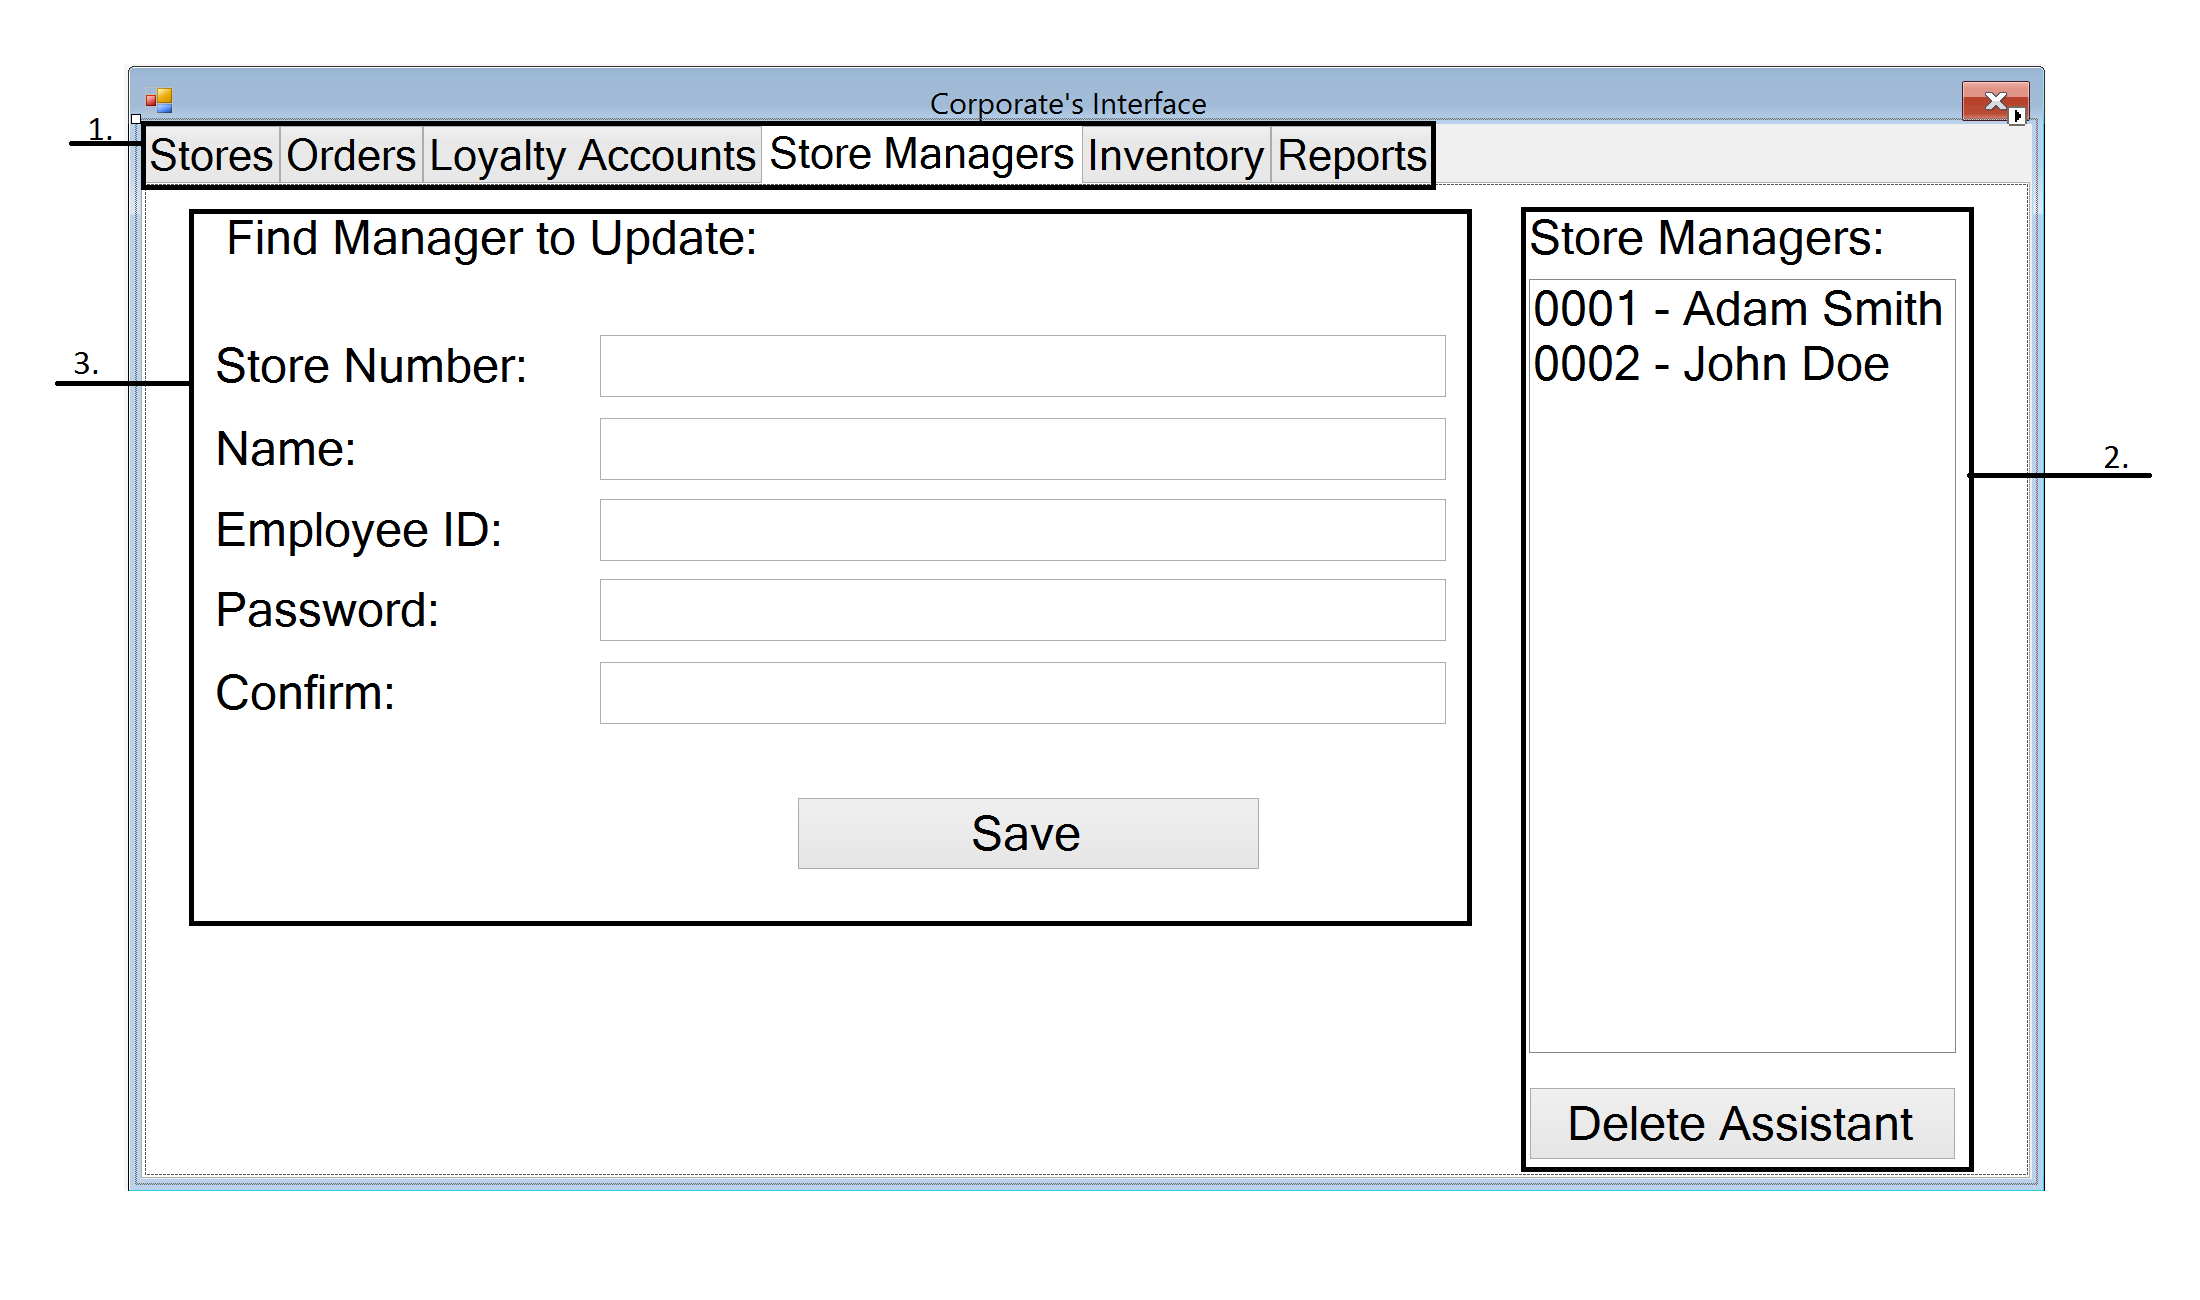 Corporate's Interface
1.
Stores Orders Loyalty Accounts Store Managers Inventory Reports
Find Manager to Update:
Store Number:
Name:
Employee ID:
Password:
Confirm:
Save
3.
Store Managers:
0001 - Adam Smith
0002 - John Doe
Delete Assistant
2.